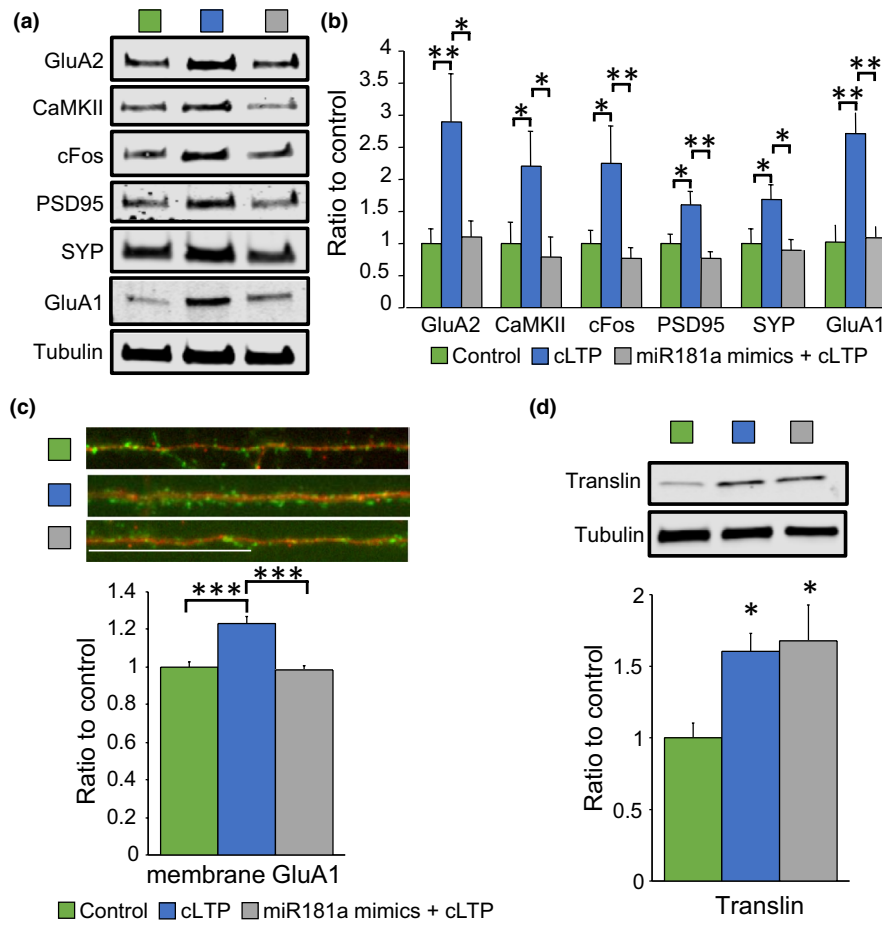 (a)
GluA2
CaMKII
cFos
PSD95
SYP
GluA1
Tubulin
(b)
Ratio to control
4
3.5
3
2.5
2
1.5
1
0.5
0
** * * * * ** * ** * * ** **
GluA2 CaMKII cFos PSD95 SYP GluA1
Control cLTP miR181a mimics + cLTP
(c)
Ratio to control
1.4
1.2
1
0.8
0.6
0.4
0.2
0
*** ***
membrane GluA1
Control cLTP miR181a mimics + cLTP
(d)
Translin
Tubulin
Ratio to control
2
1.5
1
0.5
0
* *
Translin